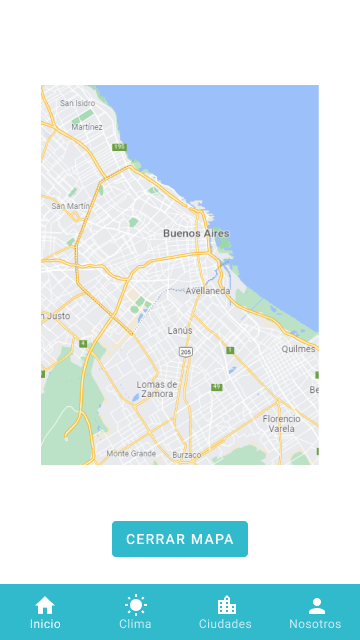 San Isidro
Martínez
195
San Martín
Buenos Aires
Avellaneda
n Justo
Lanús
4
205
1
Quilmes
Lomas de
Zamora
49
Be
Florencio
Varela
Monte Grande
Burzaco
CERRAR MAPA
Inicio
Clima
Ciudades
Nosotros